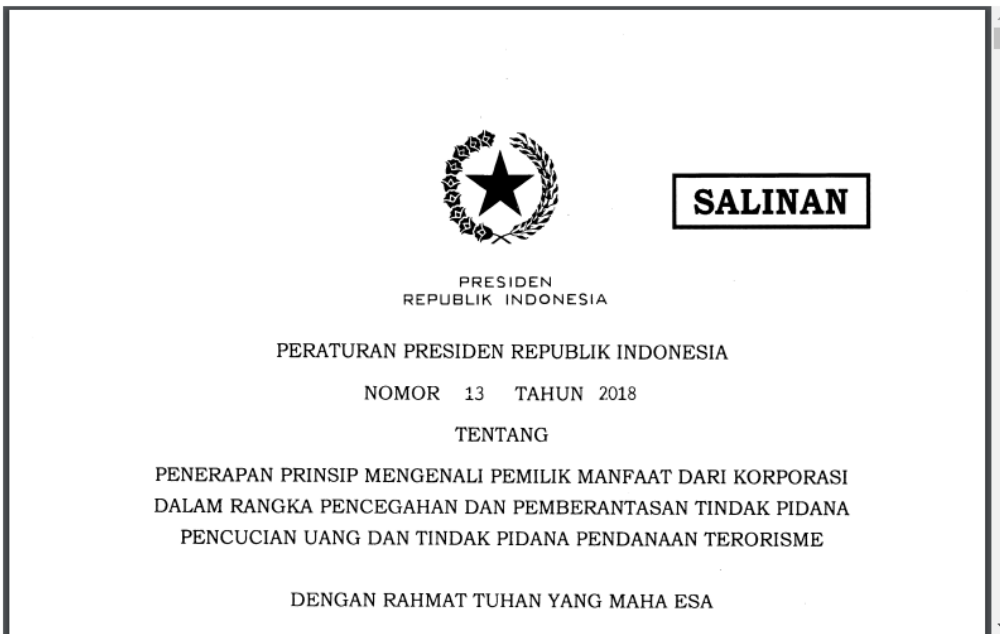 SALINAN
PRESIDEN
REPUBLIK INDONESIA
PERATURAN PRESIDEN REPUBLIK INDONESIA
NOMOR 13 TAHUN 2018
TENTANG
PENERAPAN PRINSIP MENGENALI PEMILIK MANFAAT DARI KORPORASI
DALAM RANGKA PENCEGAHAN DAN PEMBERANTASAN TINDAK PIDANA
PENCUCIAN UANG DAN TINDAK PIDANA PENDANAAN TERORISME
DENGAN RAHMAT TUHAN YANG MAHA ESA